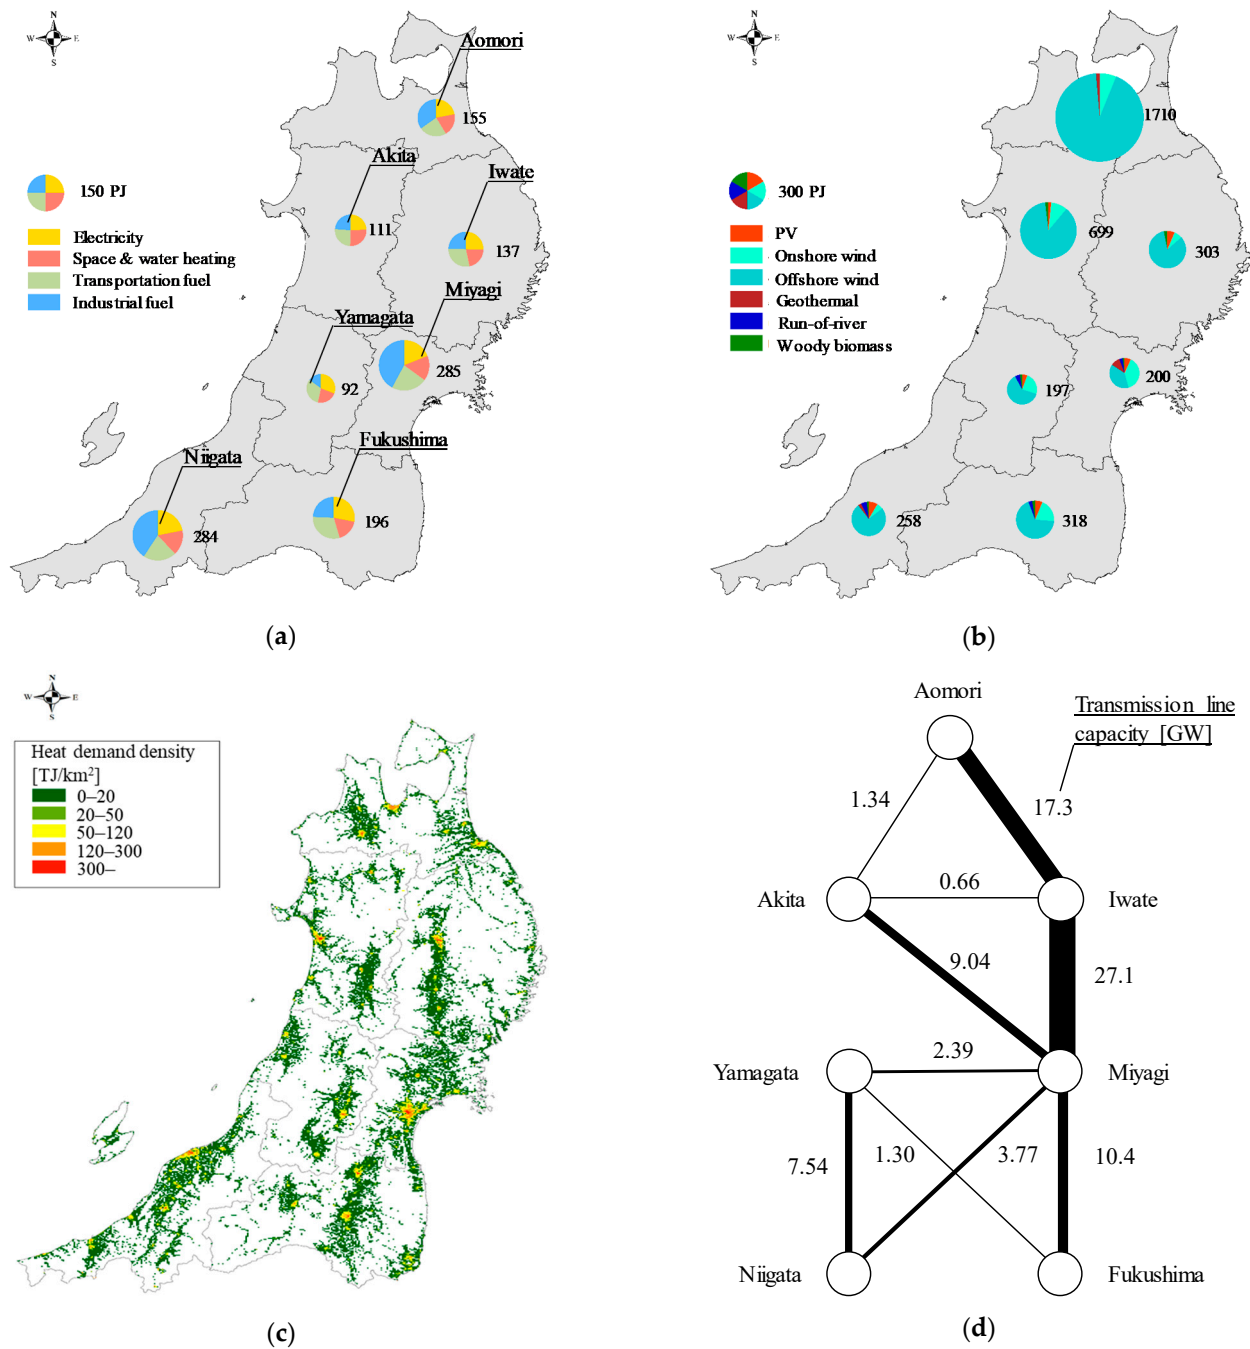 N
W E
S
Aomori
155
Akita
111
Iwate
137
150 PJ
Electricity
Space & water heating
Transportation fuel
Industrial fuel
Miyagi
285
Yamagata
92
Fukushima
196
Niigata
284
(a)
N
W E
S
1710
699
303
300 PJ
PV
Onshore wind
Offshore wind
Geothermal
Run-of-river
Woody biomass
197
200
258
318
(b)
N
W E
S
Heat demand density
[TJ/km²]
0–20
20–50
50–120
120–300
300–
(c)
Aomori
Transmission line
capacity [GW]
1.34
17.3
Akita
0.66
Iwate
9.04
27.1
Yamagata
2.39
Miyagi
7.54
1.30
3.77
10.4
Niigata
Fukushima
(d)